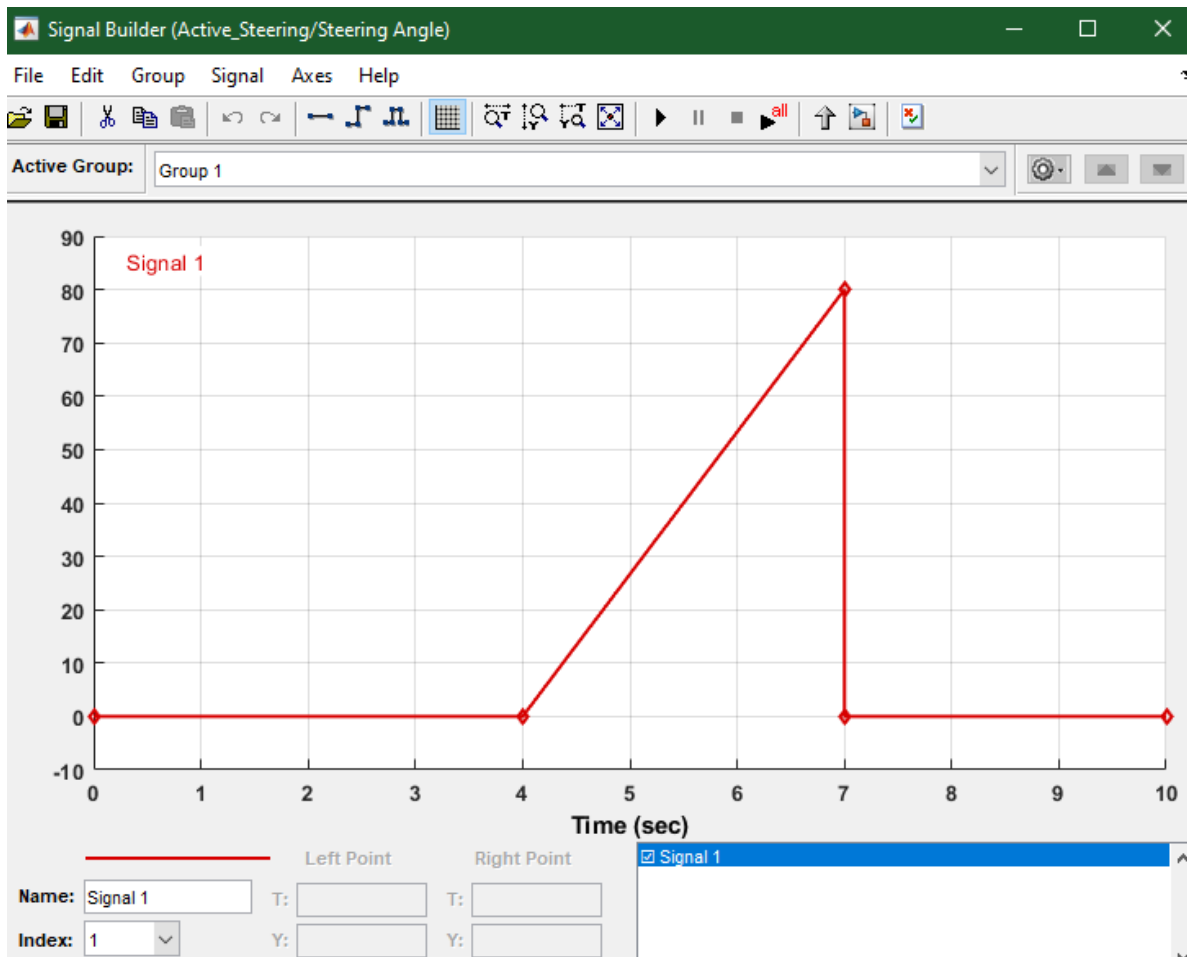 Signal Builder (Active_Steering/Steering Angle)
File Edit Group Signal Axes Help
all
Active Group: Group 1
Signal 1
90
80
70
60
50
40
30
20
10
0
-10
0 1 2 3 4 5 6 7 8 9 10
Time (sec)
Left Point Right Point
Signal 1
Name: Signal 1 T: T:
Index: 1 Y: Y: